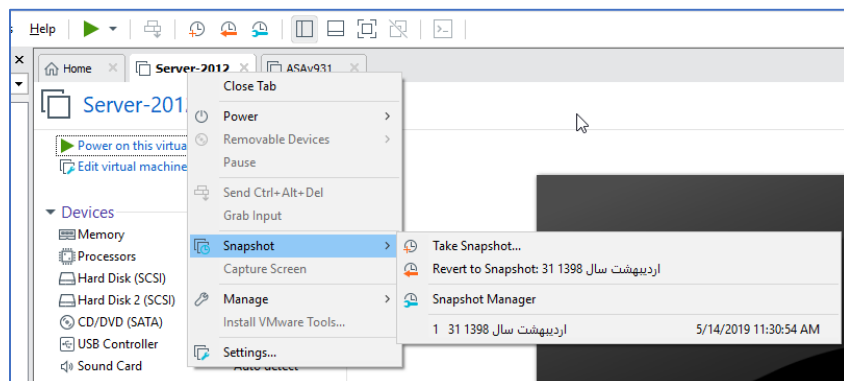 Help
Home
Server-2012
ASAv931
Server-201
Close Tab
Power on this virtua
Edit virtual machine
Power
Removable Devices
Pause
Send Ctrl+Alt+Del
Grab Input
Devices
Memory
Processors
Hard Disk (SCSI)
Hard Disk 2 (SCSI)
CD/DVD (SATA)
USB Controller
Sound Card
Auto detect
Snapshot
Capture Screen
Manage
Install VMware Tools...
Settings...
Take Snapshot...
Revert to Snapshot: 31 اردیبهشت سال 1398
Snapshot Manager
1 31 اردیبهشت سال 1398 5/14/2019 11:30:54 AM